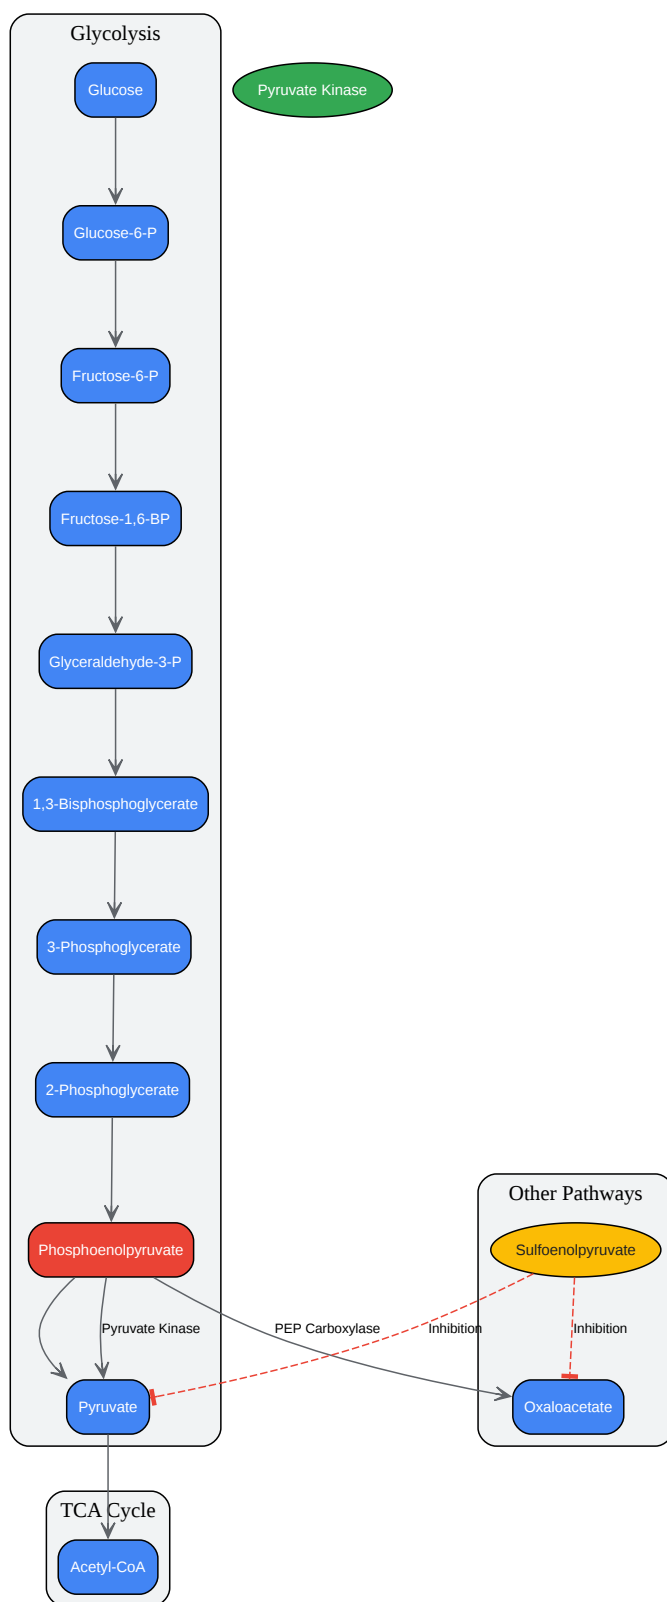 Glycolysis
Glucose
Pyruvate Kinase
Glucose-6-P
Fructose-6-P
Fructose-1,6-BP
Glyceraldehyde-3-P
1,3-Bisphosphoglycerate
3-Phosphoglycerate
2-Phosphoglycerate
Other Pathways
Phosphoenolpyruvate
Sulfoenolpyruvate
Pyruvate Kinase
PEP Carboxylase
Inhibition
Inhibition
Pyruvate
Oxaloacetate
TCA Cycle
Acetyl-CoA